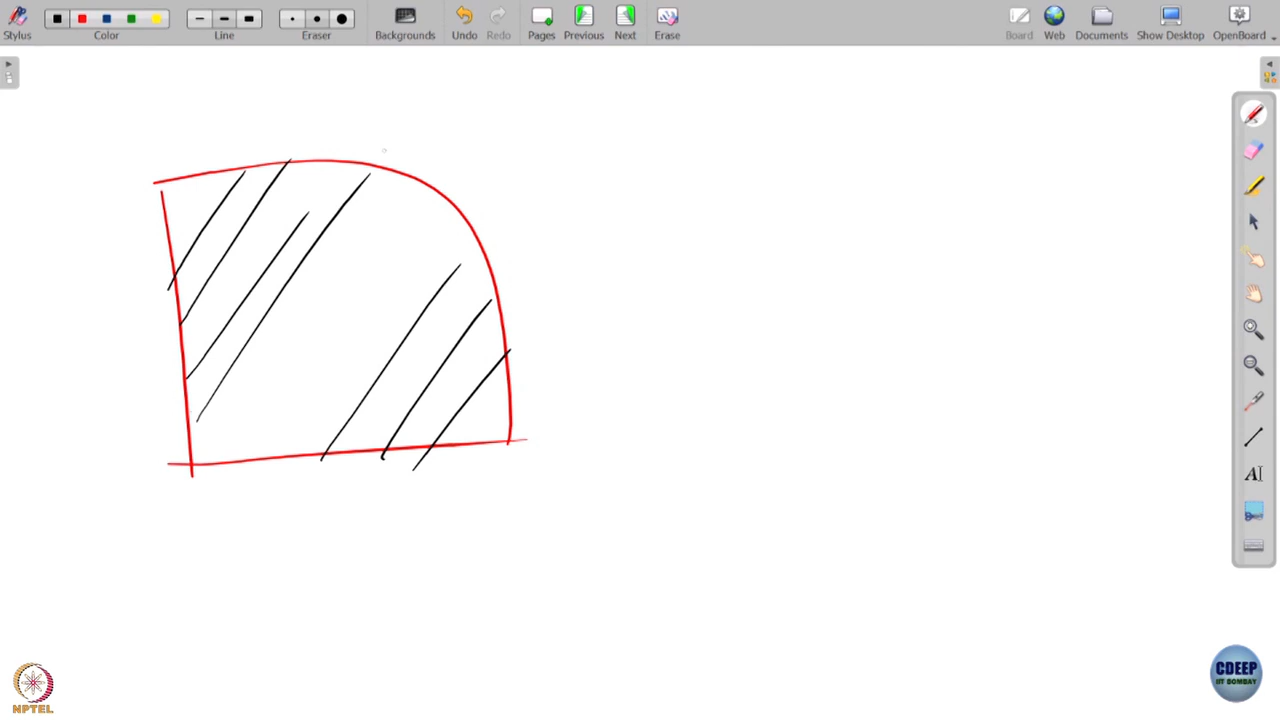 Stylus
Color
Line
Eraser
Backgrounds
Undo
Redo
Pages
Previous
Next
Erase
Board
Web
Documents
Show Desktop
OpenBoard
A
NPTEL
CDEEP
IIT BOMBAY